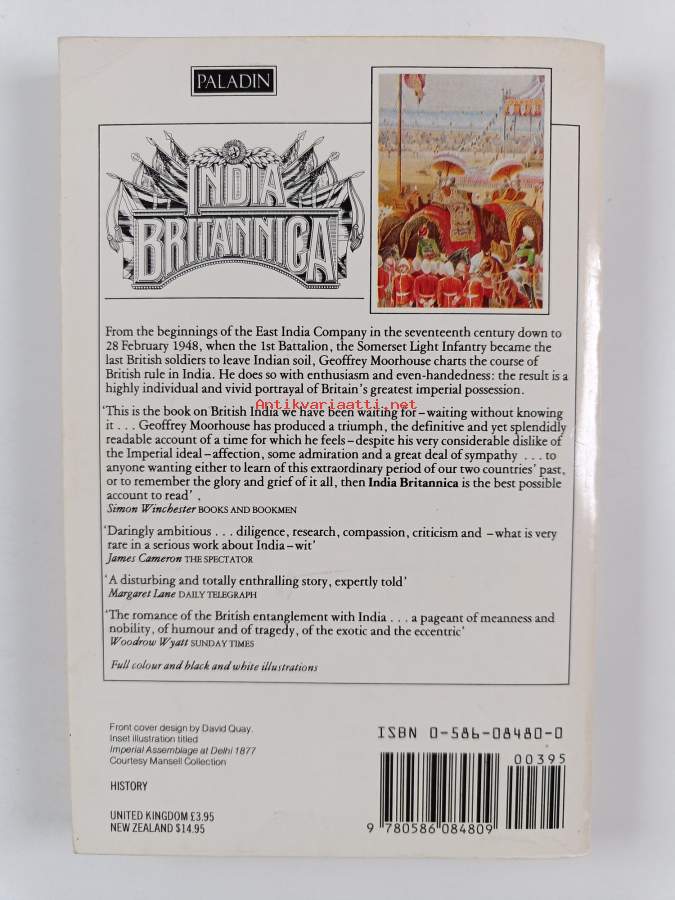 PALADIN
INDIA
BRITANNICA
From the beginnings of the East India Company in the seventeenth century down to
28 February 1948, when the 1st Battalion, the Somerset Light Infantry became the
last British soldiers to leave Indian soil, Geoffrey Moorhouse charts the course of
British rule in India. He does so with enthusiasm and even-handedness: the result is a
highly individual and vivid portrayal of Britain's greatest imperial possession.
Antikvariaatti.net
'This is the book on British India we have been waiting for – waiting without knowing
it . . . Geoffrey Moorhouse has produced a triumph, the definitive and yet splendidly
readable account of a time for which he feels – despite his very considerable dislike of
the Imperial ideal – affection, some admiration and a great deal of sympathy . . . to
anyone wanting either to learn of this extraordinary period of our two countries' past,
or to remember the glory and grief of it all, then India Britannica is the best possible
account to read' .
Simon Winchester BOOKS AND BOOKMEN
'Daringly ambitious . . . diligence, research, compassion, criticism and – what is very
rare in a serious work about India – wit'
James Cameron THE SPECTATOR
'A disturbing and totally enthralling story, expertly told'
Margaret Lane DAILY TELEGRAPH
'The romance of the British entanglement with India . . . a pageant of meanness and
nobility, of humour and of tragedy, of the exotic and the eccentric'
Woodrow Wyatt SUNDAY TIMES
Full colour and black and white illustrations
Front cover design by David Quay.
Inset illustration titled
Imperial Assemblage at Delhi 1877
Courtesy Mansell Collection
HISTORY
UNITED KINGDOM £3.95
NEW ZEALAND $14.95
ISBN 0-586-08480-0
00395
9 780586 084809